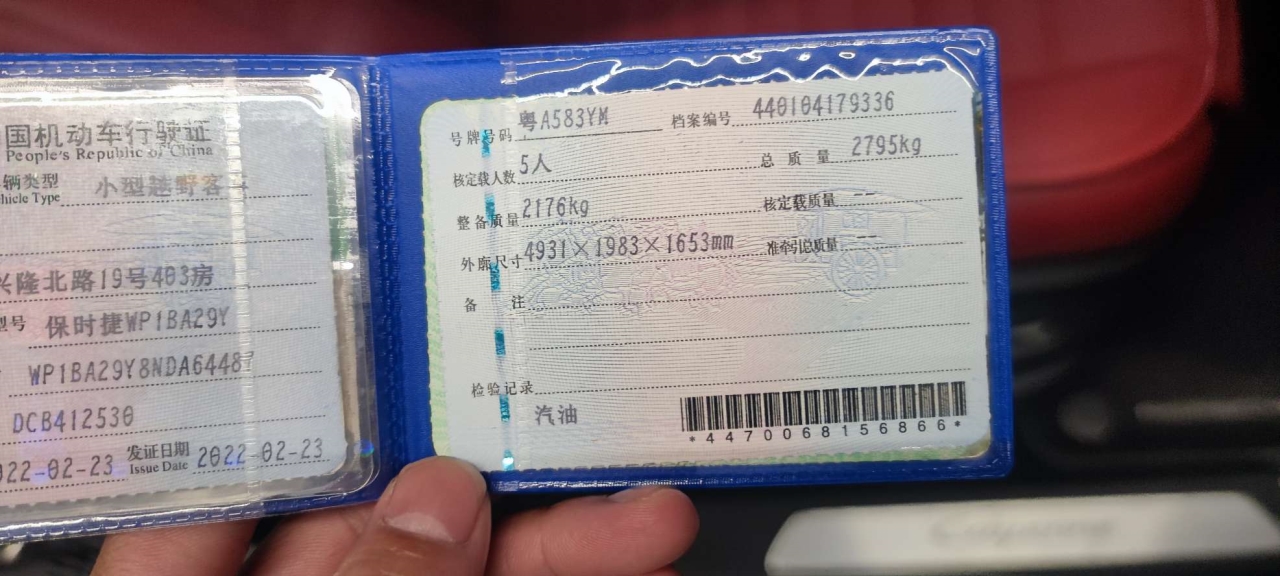 国机动车行驶证
People's Republic of China
辆类型 小型越野客
hicle Type
兴隆北路19号403房
型号 保时捷WP1BA29Y
WP1BA29Y8NDA64487
DCB412530
022-02-23 发证日期 2022-02-23
Issue Date
号牌号码 粤A583YM 档案编号 440104179336
核定载人数 5人 总质量 2795kg
整备质量 2176kg 核定载质量 --
外廓尺寸 4931×1983×1653mm 准牵引总质量 --
备注
检验记录
汽油
*4470068156866*